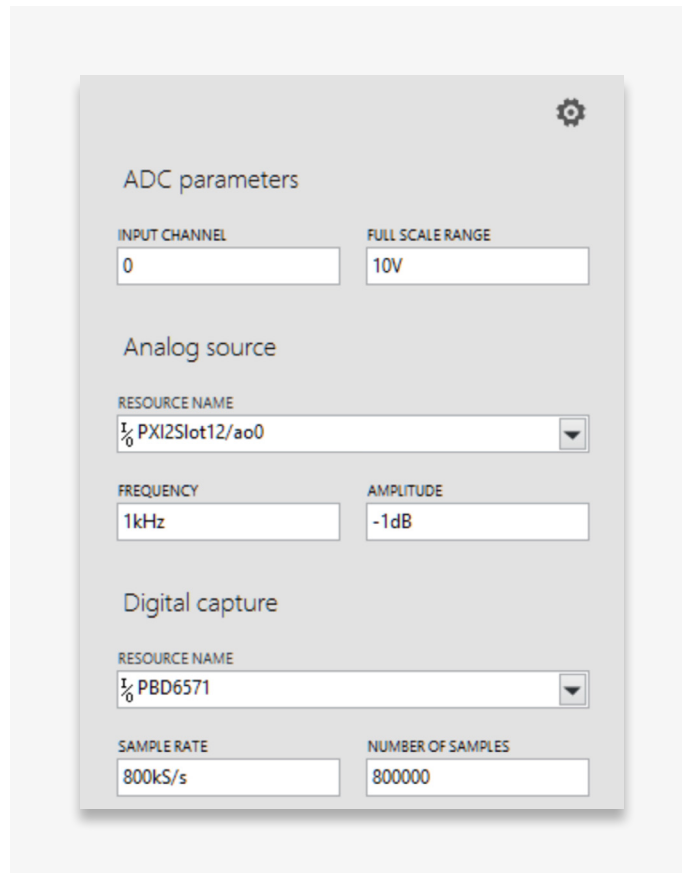 ADC parameters
INPUT CHANNEL FULL SCALE RANGE
0 10V
Analog source
RESOURCE NAME
I/O PXI2Slot12/ao0
FREQUENCY AMPLITUDE
1kHz -1dB
Digital capture
RESOURCE NAME
I/O PBD6571
SAMPLE RATE NUMBER OF SAMPLES
800kS/s 800000